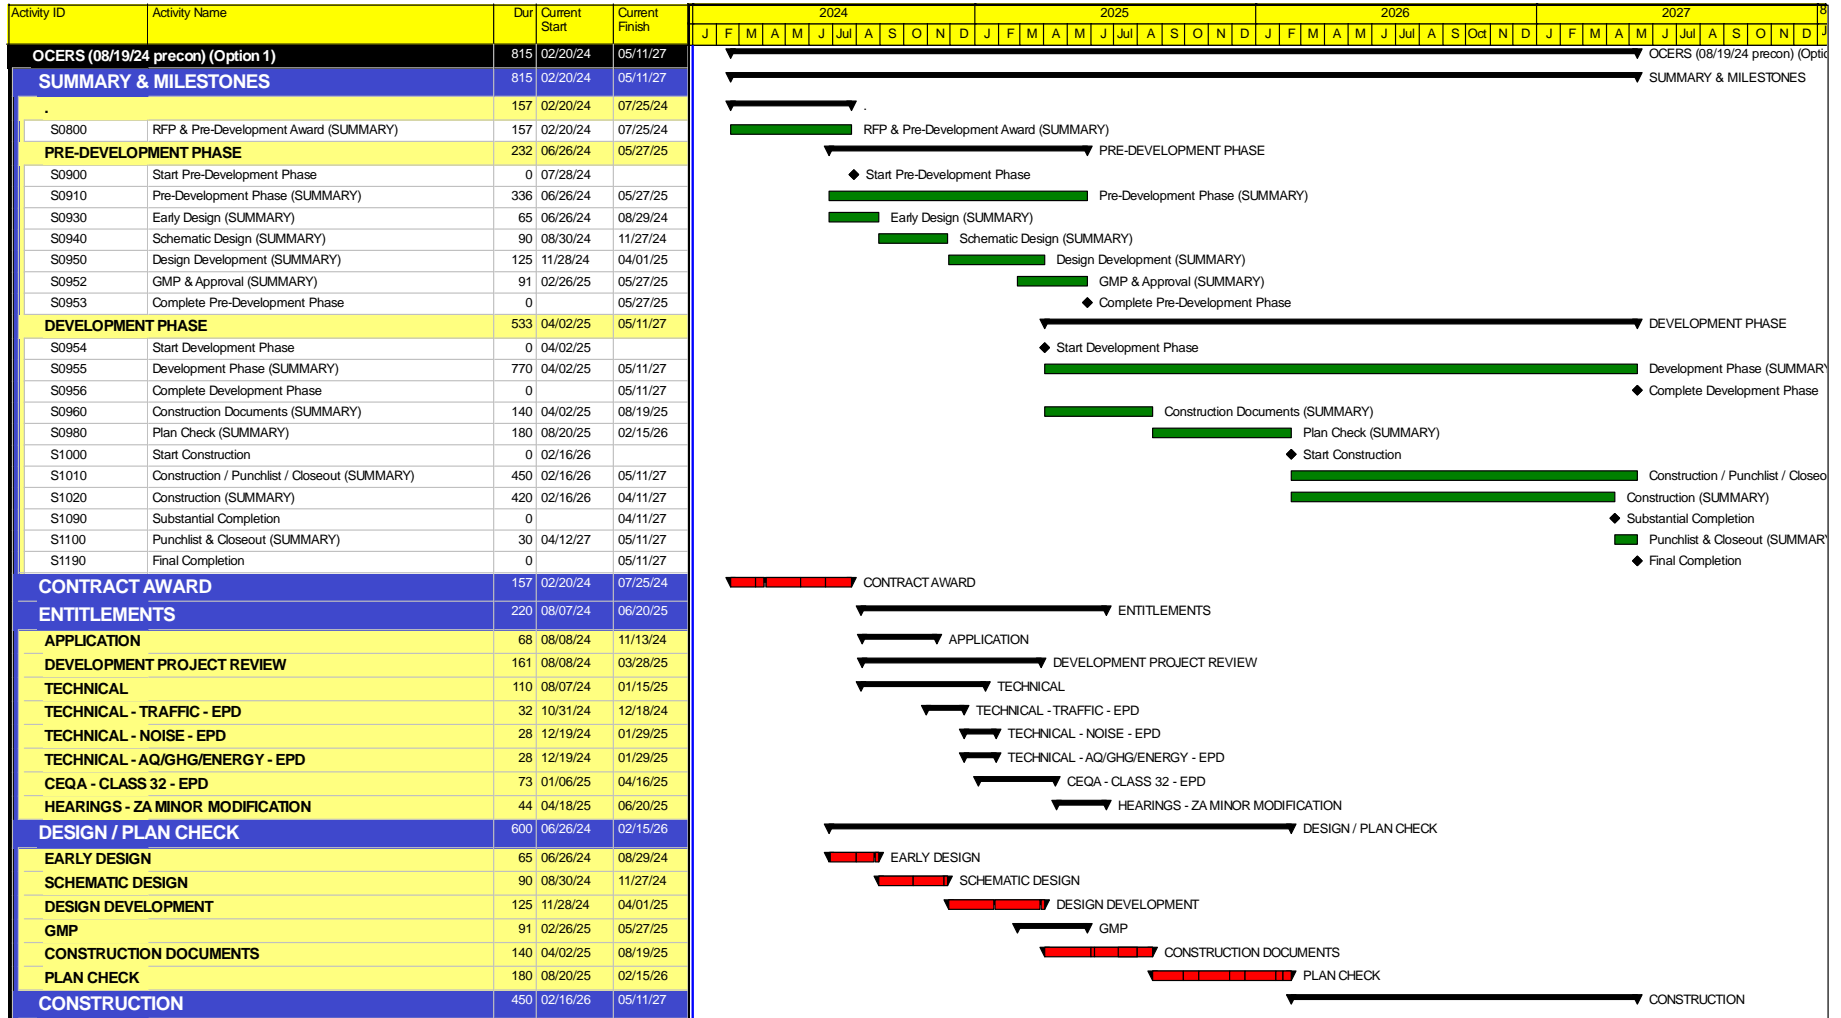 Activity ID Activity Name Dur Current Start Current Finish 2024 2025 2026 2027 8
J F M A M J Jul A S O N D J F M A M J Jul A S O N D J F M A M J Jul A S Oct N D J F M A M J Jul A S O N D J
OCERS (08/19/24 precon) (Option 1) 815 02/20/24 05/11/27 OCERS (08/19/24 precon) (Optic
SUMMARY & MILESTONES 815 02/20/24 05/11/27 SUMMARY & MILESTONES
. 157 02/20/24 07/25/24 .
S0800 RFP & Pre-Development Award (SUMMARY) 157 02/20/24 07/25/24 RFP & Pre-Development Award (SUMMARY)
PRE-DEVELOPMENT PHASE 232 06/26/24 05/27/25 PRE-DEVELOPMENT PHASE
S0900 Start Pre-Development Phase 0 07/28/24 Start Pre-Development Phase
S0910 Pre-Development Phase (SUMMARY) 336 06/26/24 05/27/25 Pre-Development Phase (SUMMARY)
S0930 Early Design (SUMMARY) 65 06/26/24 08/29/24 Early Design (SUMMARY)
S0940 Schematic Design (SUMMARY) 90 08/30/24 11/27/24 Schematic Design (SUMMARY)
S0950 Design Development (SUMMARY) 125 11/28/24 04/01/25 Design Development (SUMMARY)
S0952 GMP & Approval (SUMMARY) 91 02/26/25 05/27/25 GMP & Approval (SUMMARY)
S0953 Complete Pre-Development Phase 0 05/27/25 Complete Pre-Development Phase
DEVELOPMENT PHASE 533 04/02/25 05/11/27 DEVELOPMENT PHASE
S0954 Start Development Phase 0 04/02/25 Start Development Phase
S0955 Development Phase (SUMMARY) 770 04/02/25 05/11/27 Development Phase (SUMMARY
S0956 Complete Development Phase 0 05/11/27 Complete Development Phase
S0960 Construction Documents (SUMMARY) 140 04/02/25 08/19/25 Construction Documents (SUMMARY)
S0980 Plan Check (SUMMARY) 180 08/20/25 02/15/26 Plan Check (SUMMARY)
S1000 Start Construction 0 02/16/26 Start Construction
S1010 Construction / Punchlist / Closeout (SUMMARY) 450 02/16/26 05/11/27 Construction / Punchlist / Closeo
S1020 Construction (SUMMARY) 420 02/16/26 04/11/27 Construction (SUMMARY)
S1090 Substantial Completion 0 04/11/27 Substantial Completion
S1100 Punchlist & Closeout (SUMMARY) 30 04/12/27 05/11/27 Punchlist & Closeout (SUMMAR
S1190 Final Completion 0 05/11/27 Final Completion
CONTRACT AWARD 157 02/20/24 07/25/24 CONTRACT AWARD
ENTITLEMENTS 220 08/07/24 06/20/25 ENTITLEMENTS
APPLICATION 68 08/08/24 11/13/24 APPLICATION
DEVELOPMENT PROJECT REVIEW 161 08/08/24 03/28/25 DEVELOPMENT PROJECT REVIEW
TECHNICAL 110 08/07/24 01/15/25 TECHNICAL
TECHNICAL - TRAFFIC - EPD 32 10/31/24 12/18/24 TECHNICAL - TRAFFIC - EPD
TECHNICAL - NOISE - EPD 28 12/19/24 01/29/25 TECHNICAL - NOISE - EPD
TECHNICAL - AQ/GHG/ENERGY - EPD 28 12/19/24 01/29/25 TECHNICAL - AQ/GHG/ENERGY - EPD
CEQA - CLASS 32 - EPD 73 01/06/25 04/16/25 CEQA - CLASS 32 - EPD
HEARINGS - ZA MINOR MODIFICATION 44 04/18/25 06/20/25 HEARINGS - ZA MINOR MODIFICATION
DESIGN / PLAN CHECK 600 06/26/24 02/15/26 DESIGN / PLAN CHECK
EARLY DESIGN 65 06/26/24 08/29/24 EARLY DESIGN
SCHEMATIC DESIGN 90 08/30/24 11/27/24 SCHEMATIC DESIGN
DESIGN DEVELOPMENT 125 11/28/24 04/01/25 DESIGN DEVELOPMENT
GMP 91 02/26/25 05/27/25 GMP
CONSTRUCTION DOCUMENTS 140 04/02/25 08/19/25 CONSTRUCTION DOCUMENTS
PLAN CHECK 180 08/20/25 02/15/26 PLAN CHECK
CONSTRUCTION 450 02/16/26 05/11/27 CONSTRUCTION